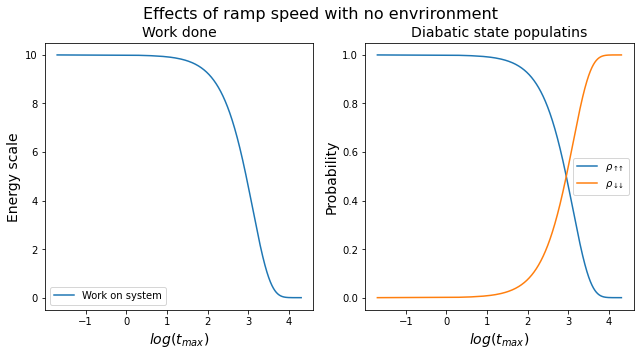 Effects of ramp speed with no envrironment
Work done
Diabatic state populatins
Energy scale
10
8
6
4
2
0
−1 0 1 2 3 4
log(t_max)
Work on system
Probability
1.0
0.8
0.6
0.4
0.2
0.0
−1 0 1 2 3 4
log(t_max)
ρ↑↑
ρ↓↓